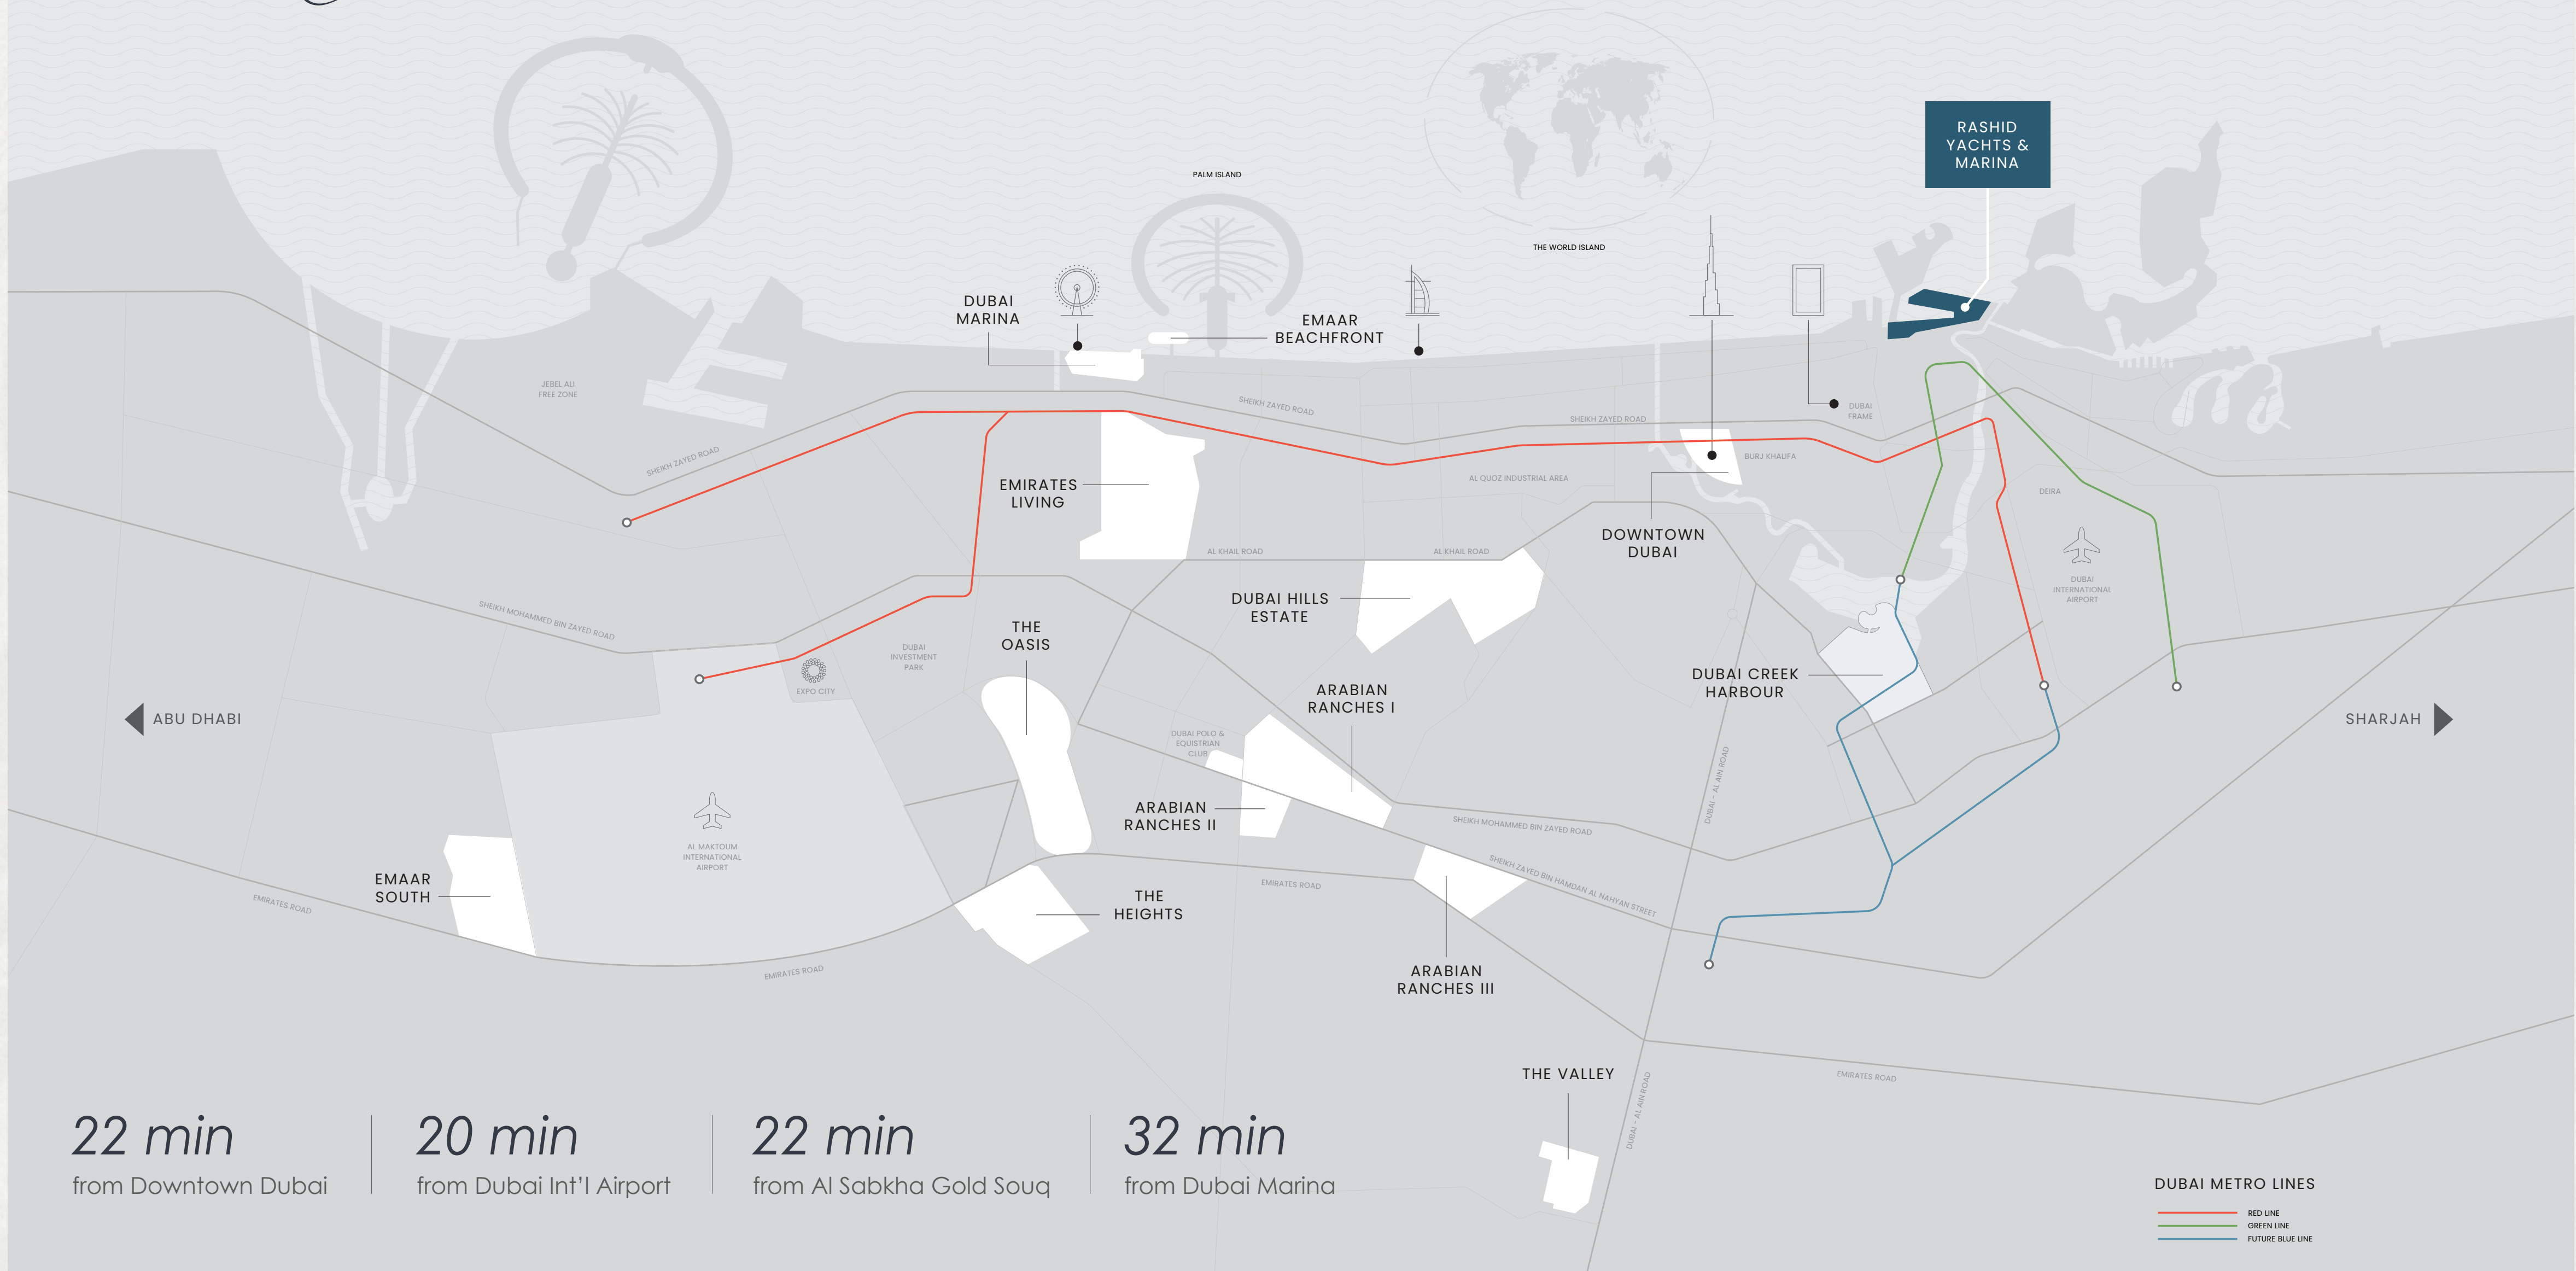 RASHID
YACHTS &
MARINA
PALM ISLAND
THE WORLD ISLAND
DUBAI
MARINA
EMAAR
BEACHFRONT
JEBEL ALI
FREE ZONE
SHEIKH ZAYED ROAD
SHEIKH ZAYED ROAD
SHEIKH ZAYED ROAD
DUBAI
FRAME
BURJ KHALIFA
AL QUOZ INDUSTRIAL AREA
EMIRATES
LIVING
DEIRA
DOWNTOWN
DUBAI
AL KHAIL ROAD
AL KHAIL ROAD
DUBAI
INTERNATIONAL
AIRPORT
DUBAI HILLS
ESTATE
SHEIKH MOHAMMED BIN ZAYED ROAD
THE
OASIS
DUBAI
INVESTMENT
PARK
EXPO CITY
DUBAI CREEK
HARBOUR
ARABIAN
RANCHES I
ABU DHABI
SHARJAH
DUBAI POLO &
EQUISTRIAN
CLUB
DUBAI - AL AIN ROAD
ARABIAN
RANCHES II
SHEIKH MOHAMMED BIN ZAYED ROAD
AL MAKTOUM
INTERNATIONAL
AIRPORT
SHEIKH ZAYED BIN HAMDAN AL NAHYAN STREET
EMAAR
SOUTH
EMIRATES ROAD
EMIRATES ROAD
THE
HEIGHTS
EMIRATES ROAD
ARABIAN
RANCHES III
THE VALLEY
EMIRATES ROAD
DUBAI - AL AIN ROAD
22 min
from Downtown Dubai
20 min
from Dubai Int'l Airport
22 min
from Al Sabkha Gold Souq
32 min
from Dubai Marina
DUBAI METRO LINES
RED LINE
GREEN LINE
FUTURE BLUE LINE